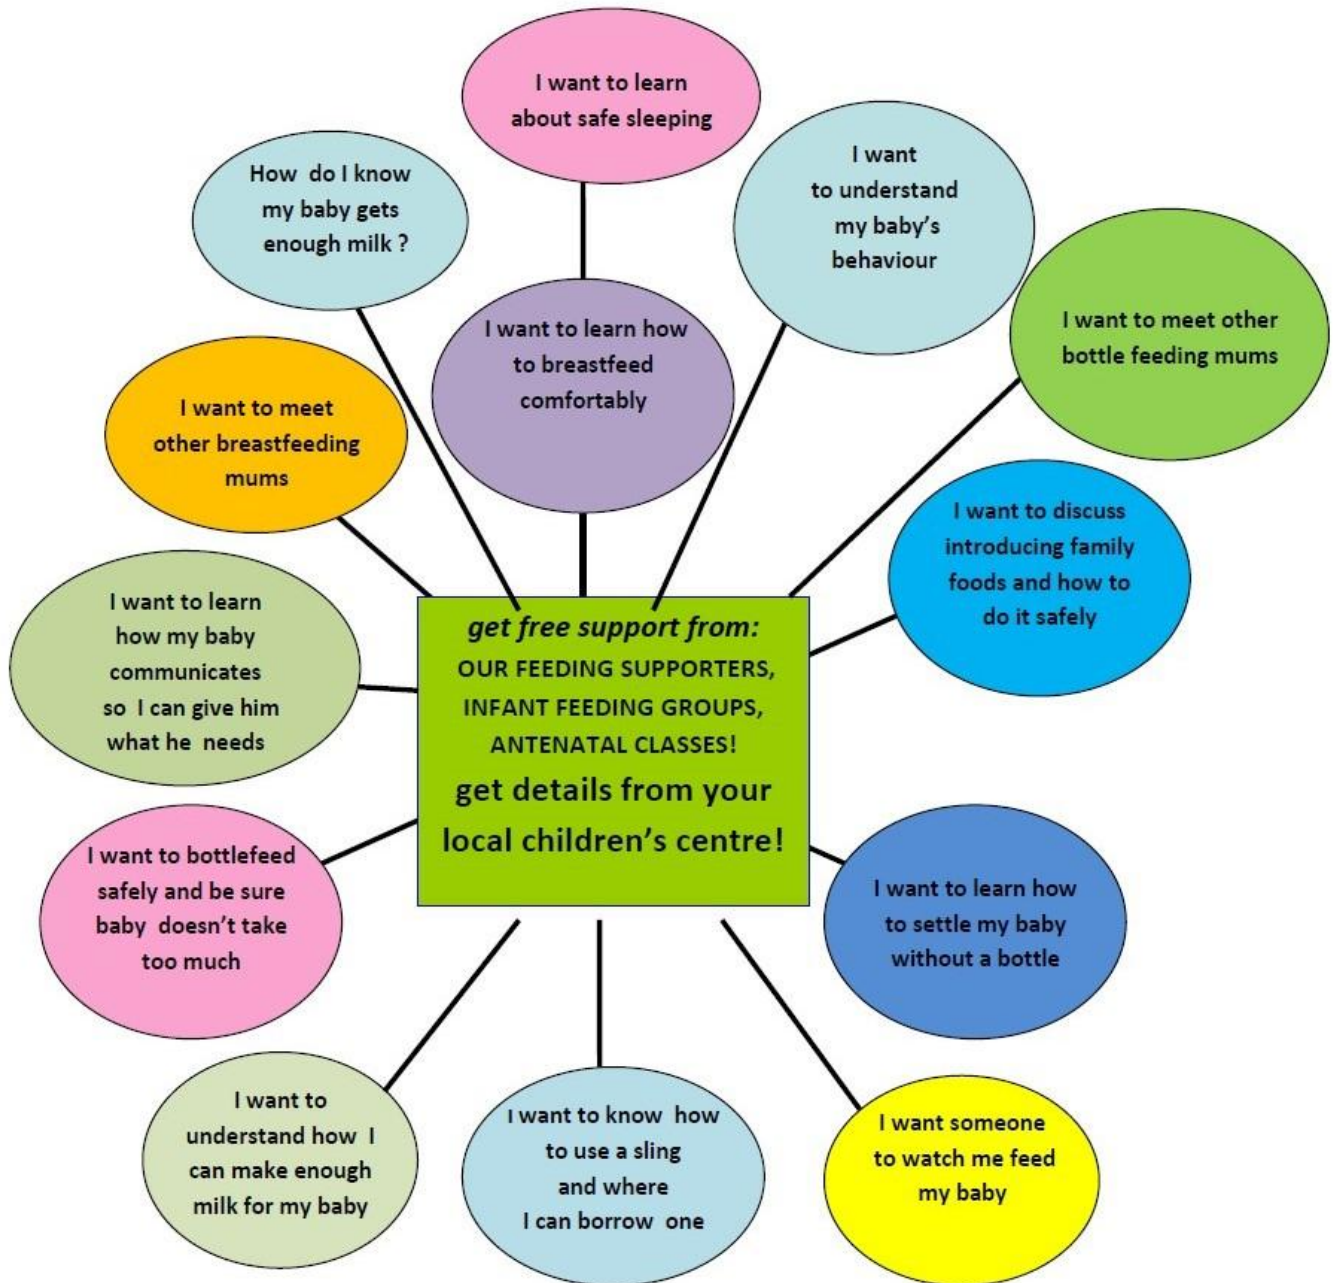 I want to learn
about safe sleeping
How do I know
my baby gets
enough milk ?
I want
to understand
my baby's
behaviour
I want to meet other
bottle feeding mums
I want to learn how
to breastfeed
comfortably
I want to meet
other breastfeeding
mums
I want to discuss
introducing family
foods and how to
do it safely
I want to learn
how my baby
communicates
so I can give him
what he needs
get free support from:
OUR FEEDING SUPPORTERS,
INFANT FEEDING GROUPS,
ANTENATAL CLASSES!
get details from your
local children's centre!
I want to bottlefeed
safely and be sure
baby doesn't take
too much
I want to learn how
to settle my baby
without a bottle
I want to
understand how I
can make enough
milk for my baby
I want to know how
to use a sling
and where
I can borrow one
I want someone
to watch me feed
my baby